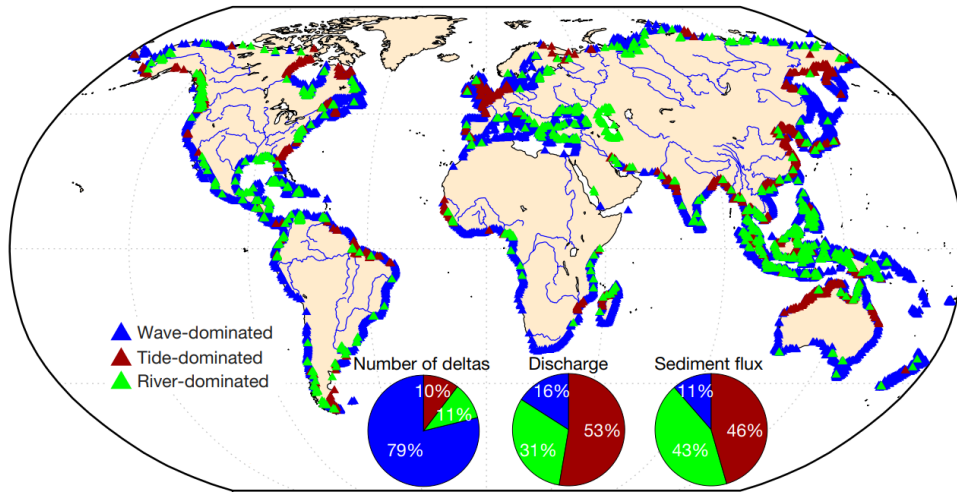 Wave-dominated
Tide-dominated
River-dominated
Number of deltas
10%
11%
79%
Discharge
16%
53%
31%
Sediment flux
11%
46%
43%